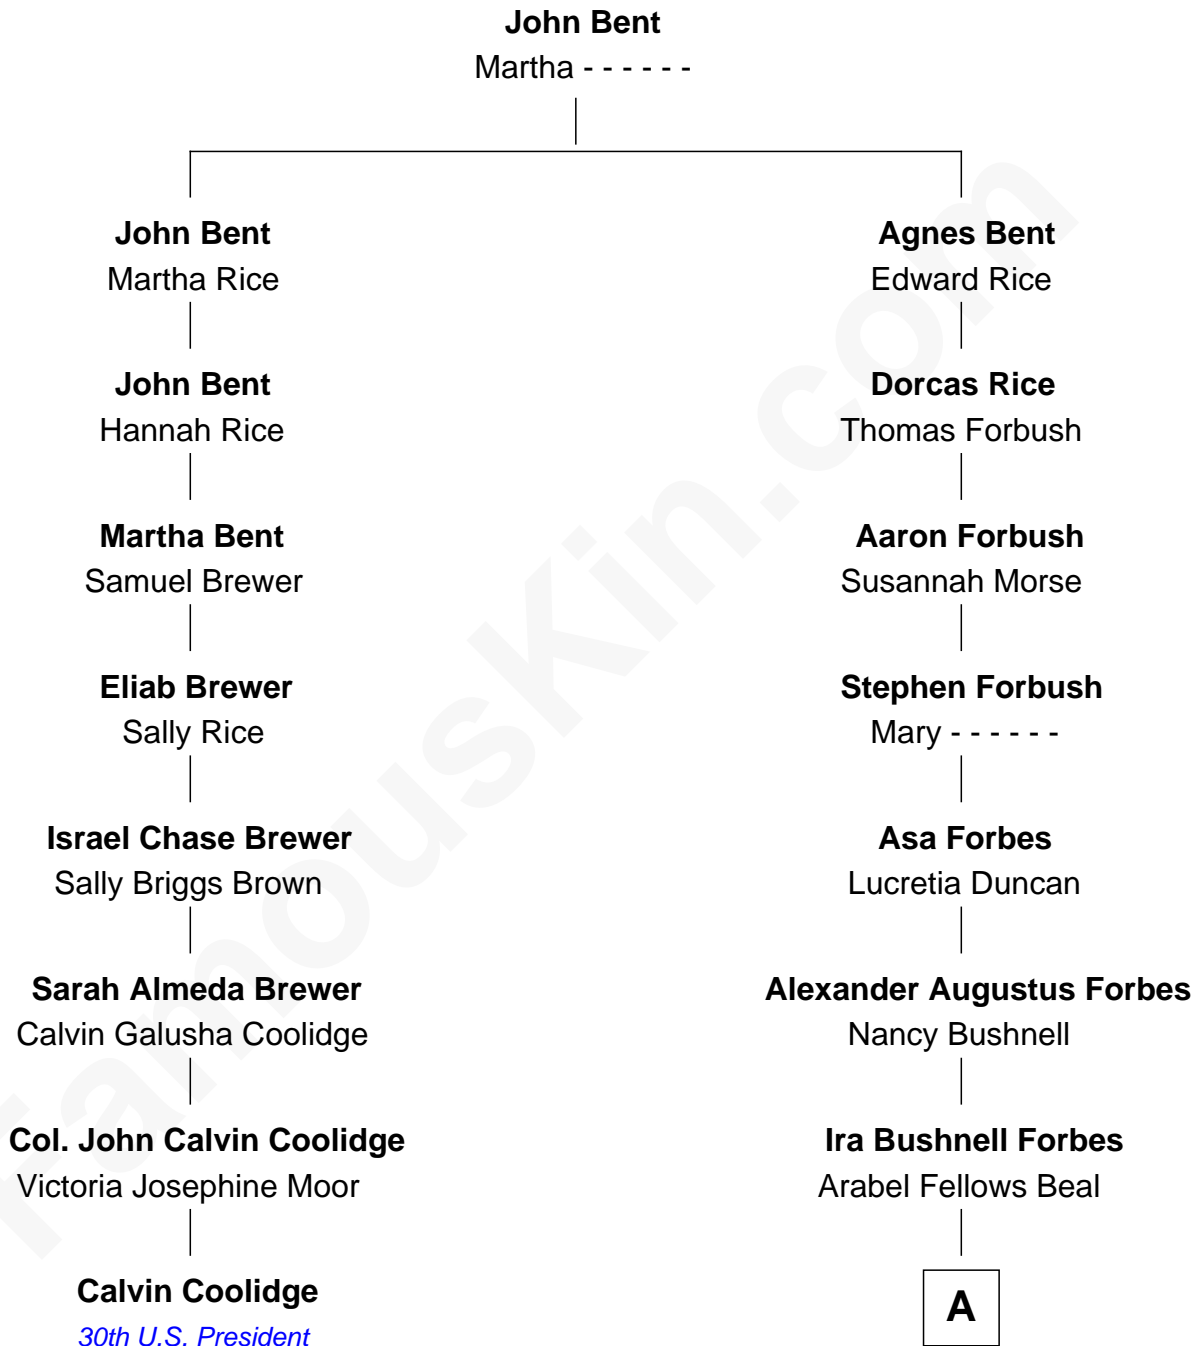 John Bent
Martha - - - - - -
John Bent
Martha Rice
Agnes Bent
Edward Rice
John Bent
Hannah Rice
Dorcas Rice
Thomas Forbush
Martha Bent
Samuel Brewer
Aaron Forbush
Susannah Morse
Eliab Brewer
Sally Rice
Stephen Forbush
Mary - - - - - -
Israel Chase Brewer
Sally Briggs Brown
Asa Forbes
Lucretia Duncan
Sarah Almeda Brewer
Calvin Galusha Coolidge
Alexander Augustus Forbes
Nancy Bushnell
Col. John Calvin Coolidge
Victoria Josephine Moor
Ira Bushnell Forbes
Arabel Fellows Beal
Calvin Coolidge
30th U.S. President
A
FamousKin.com